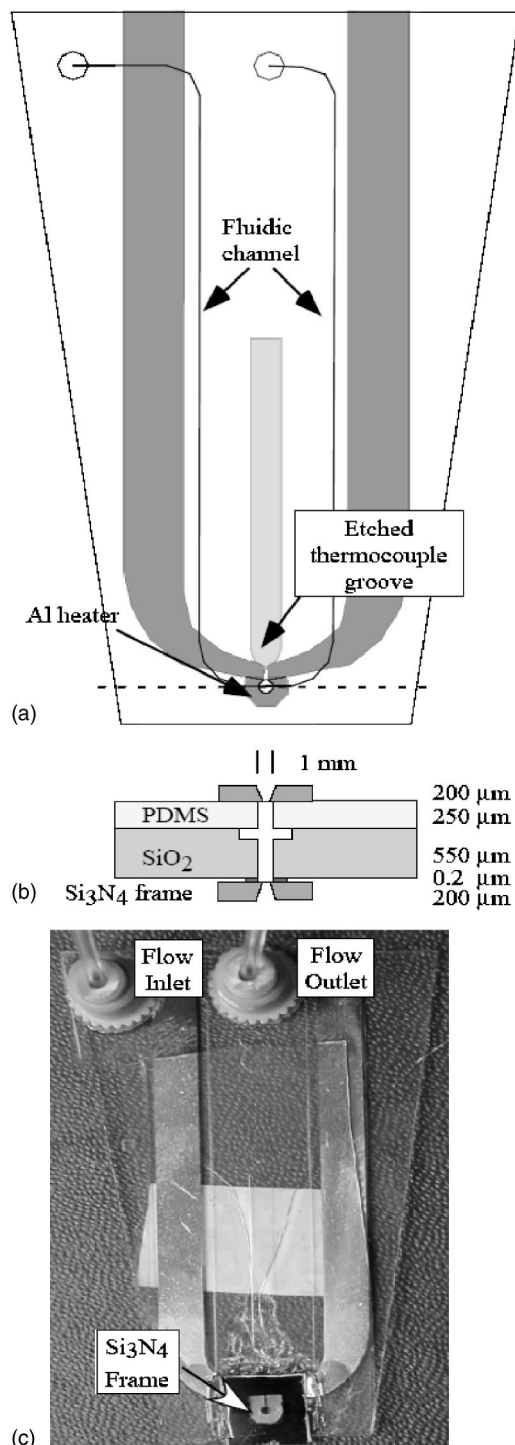 Fluidic
channel
Etched
thermocouple
groove
Al heater
(a)
1 mm
PDMS
SiO2
Si3N4 frame
200 µm
250 µm
550 µm
0.2 µm
200 µm
(b)
Flow
Inlet
Flow
Outlet
Si3N4
Frame
(c)